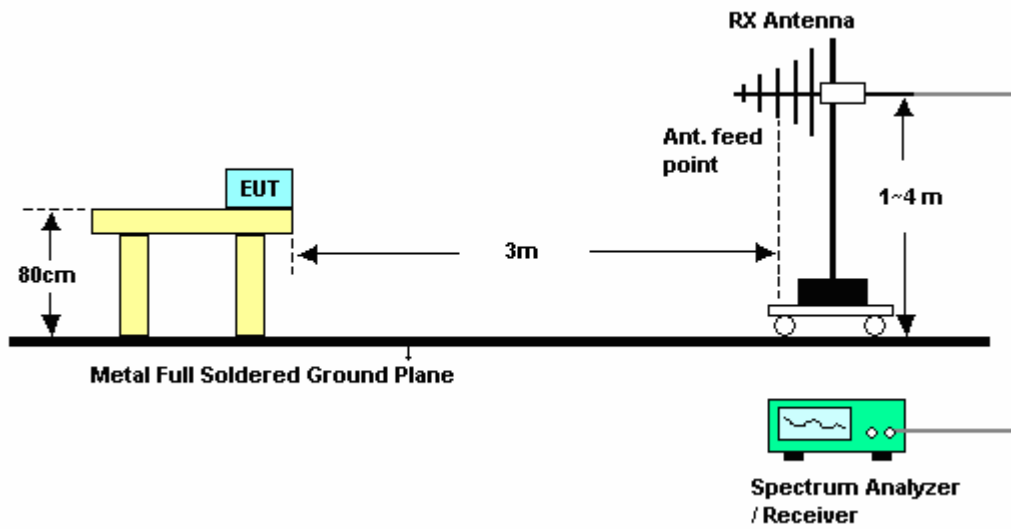 RX Antenna
Ant. feed
point
EUT
1~4 m
3m
80cm
Metal Full Soldered Ground Plane
Spectrum Analyzer
/ Receiver